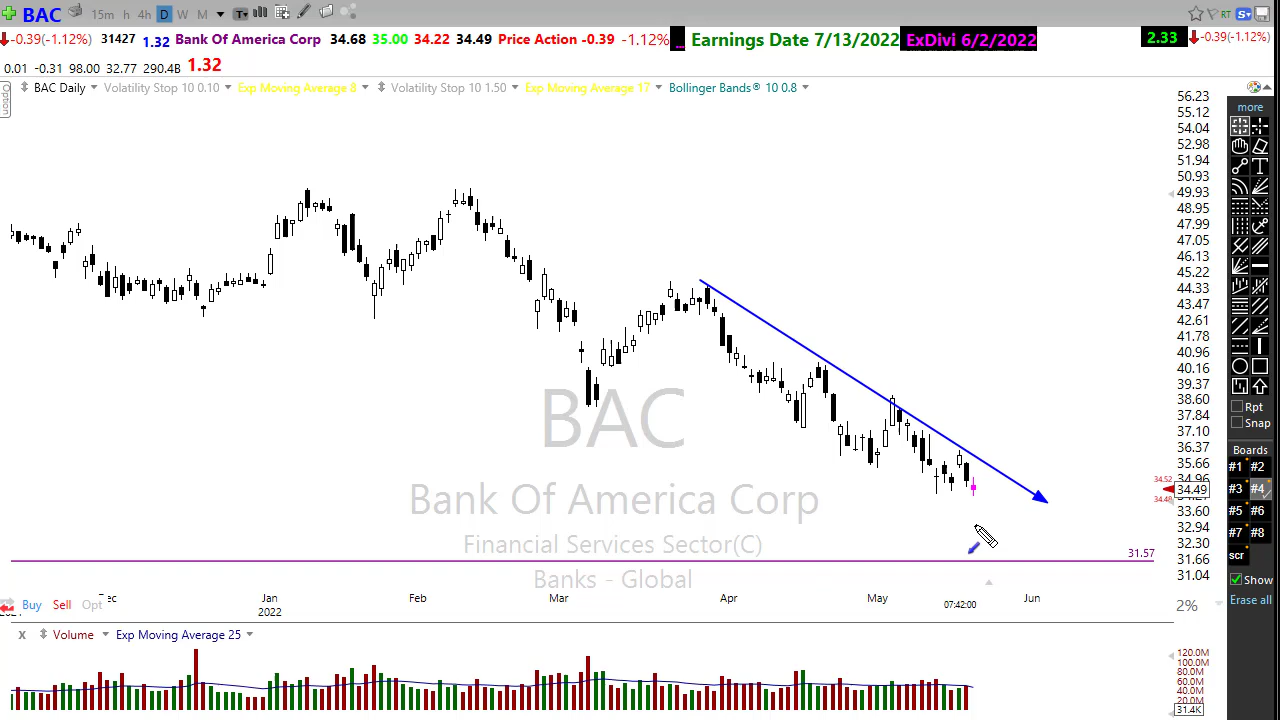 BAC 15m h 4h D W M T RT S
-0.39(-1.12%) 31427 1.32 Bank Of America Corp 34.68 35.00 34.22 34.49 Price Action -0.39 -1.12% ... Earnings Date 7/13/2022 ExDivi 6/2/2022 2.33 -0.39(-1.12%)
0.01 -0.31 98.00 32.77 290.4B 1.32
Option
BAC Daily Volatility Stop 10 0.10 Exp Moving Average 8 Volatility Stop 10 1.50 Exp Moving Average 17 Bollinger Bands® 10 0.8
56.23
55.12
54.04
52.98
51.94
50.93
49.93
48.95
47.99
47.05
46.13
45.22
44.33
43.47
42.61
41.78
40.96
40.16
39.37
38.60
37.84
37.10
36.37
35.66
34.96
34.52
34.49
34.48
33.60
32.94
32.30
31.66
31.04
BAC
Bank Of America Corp
Financial Services Sector(C)
Banks - Global
31.57
Dec Jan Feb Mar Apr May Jun
2022 07:42:00
Buy Sell Opt
2%
X Volume Exp Moving Average 25
120.0M
100.0M
80.0M
60.0M
40.0M
31.4K
more
T
Rpt
Snap
Boards
#1 #2
#3 #4
#5 #6
#7 #8
scr
Show
Erase all